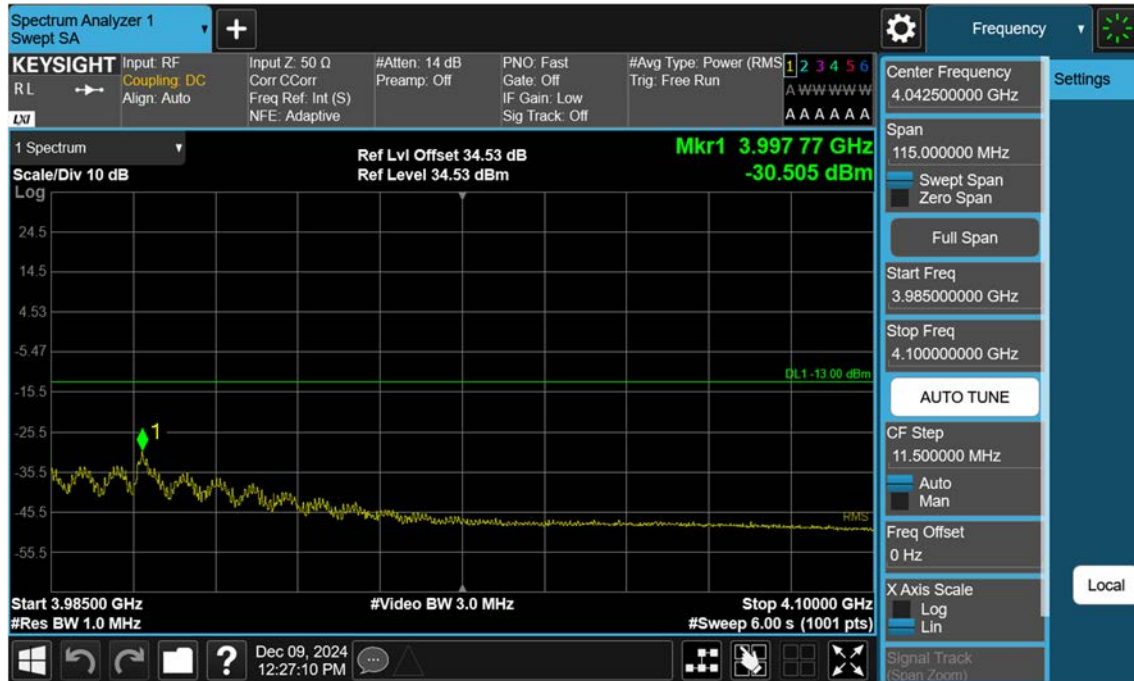 Spectrum Analyzer 1
Swept SA
+
Frequency
KEYSIGHT
RL
LXI
Input: RF
Coupling: DC
Align: Auto
Input Z: 50 Ω
Corr CCorr
Freq Ref: Int (S)
NFE: Adaptive
#Atten: 14 dB
Preamp: Off
PNO: Fast
Gate: Off
IF Gain: Low
Sig Track: Off
#Avg Type: Power (RMS
Trig: Free Run
1 2 3 4 5 6
A W W W W W
A A A A A A
1 Spectrum
Scale/Div 10 dB
Log
Ref Lvl Offset 34.53 dB
Ref Level 34.53 dBm
Mkr1 3.997 77 GHz
-30.505 dBm
24.5
14.5
4.53
-5.47
-15.5
-25.5
-35.5
-45.5
-55.5
DL1 -13.00 dBm
1
RMS
Start 3.98500 GHz
#Res BW 1.0 MHz
#Video BW 3.0 MHz
Stop 4.10000 GHz
#Sweep 6.00 s (1001 pts)
Center Frequency
4.042500000 GHz
Span
115.000000 MHz
Swept Span
Zero Span
Full Span
Start Freq
3.985000000 GHz
Stop Freq
4.100000000 GHz
AUTO TUNE
CF Step
11.500000 MHz
Auto
Man
Freq Offset
0 Hz
X Axis Scale
Log
Lin
Signal Track
(Span Zoom)
Settings
Local
?
Dec 09, 2024
12:27:10 PM